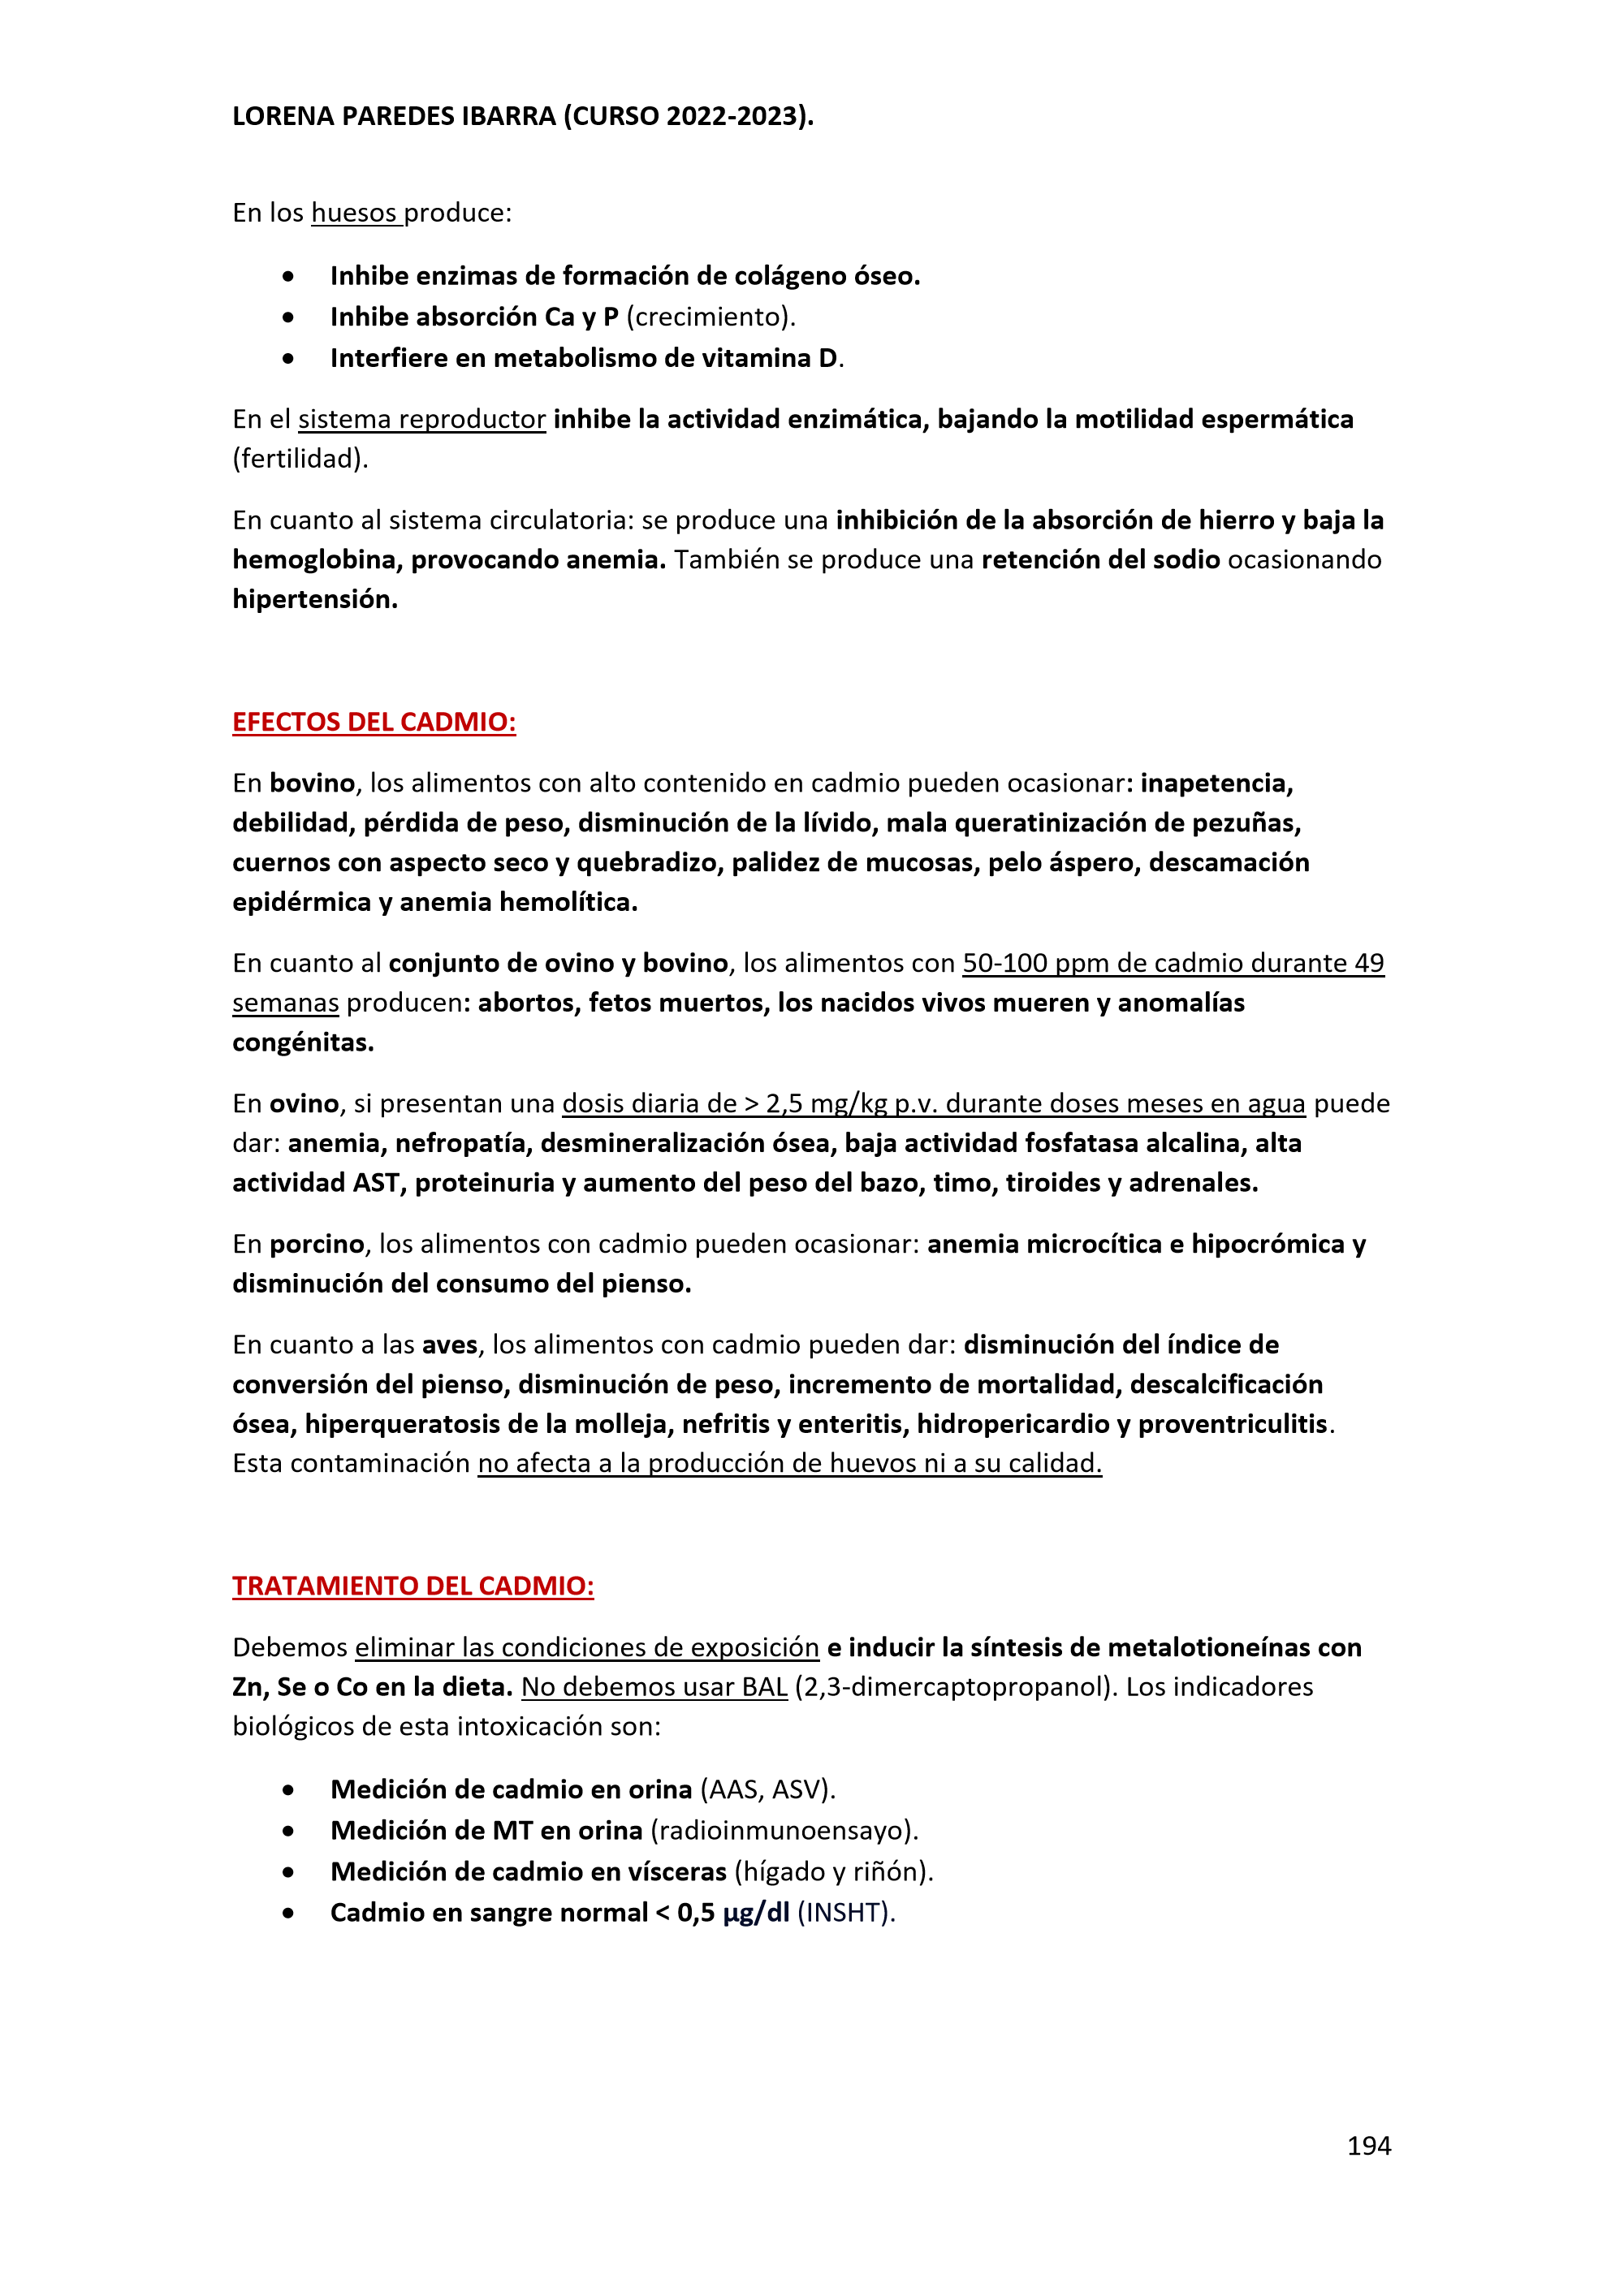 LORENA PAREDES IBARRA (CURSO 2022-2023).
En los huesos produce:
• Inhibe enzimas de formación de colágeno óseo.
• Inhibe absorción Ca y P (crecimiento).
• Interfiere en metabolismo de vitamina D.
En el sistema reproductor inhibe la actividad enzimática, bajando la motilidad espermática
(fertilidad).
En cuanto al sistema circulatoria: se produce una inhibición de la absorción de hierro y baja la
hemoglobina, provocando anemia. También se produce una retención del sodio ocasionando
hipertensión.
EFECTOS DEL CADMIO:
En bovino, los alimentos con alto contenido en cadmio pueden ocasionar: inapetencia,
debilidad, pérdida de peso, disminución de la lívido, mala queratinización de pezuñas,
cuernos con aspecto seco y quebradizo, palidez de mucosas, pelo áspero, descamación
epidérmica y anemia hemolítica.
En cuanto al conjunto de ovino y bovino, los alimentos con 50-100 ppm de cadmio durante 49
semanas producen: abortos, fetos muertos, los nacidos vivos mueren y anomalías
congénitas.
En ovino, si presentan una dosis diaria de > 2,5 mg/kg p.v. durante doses meses en agua puede
dar: anemia, nefropatía, desmineralización ósea, baja actividad fosfatasa alcalina, alta
actividad AST, proteinuria y aumento del peso del bazo, timo, tiroides y adrenales.
En porcino, los alimentos con cadmio pueden ocasionar: anemia microcítica e hipocrómica y
disminución del consumo del pienso.
En cuanto a las aves, los alimentos con cadmio pueden dar: disminución del índice de
conversión del pienso, disminución de peso, incremento de mortalidad, descalcificación
ósea, hiperqueratosis de la molleja, nefritis y enteritis, hidropericardio y proventriculitis.
Esta contaminación no afecta a la producción de huevos ni a su calidad.
TRATAMIENTO DEL CADMIO:
Debemos eliminar las condiciones de exposición e inducir la síntesis de metalotioneínas con
Zn, Se o Co en la dieta. No debemos usar BAL (2,3-dimercaptopropanol). Los indicadores
biológicos de esta intoxicación son:
• Medición de cadmio en orina (AAS, ASV).
• Medición de MT en orina (radioinmunoensayo).
• Medición de cadmio en vísceras (hígado y riñón).
• Cadmio en sangre normal < 0,5 µg/dl (INSHT).
194